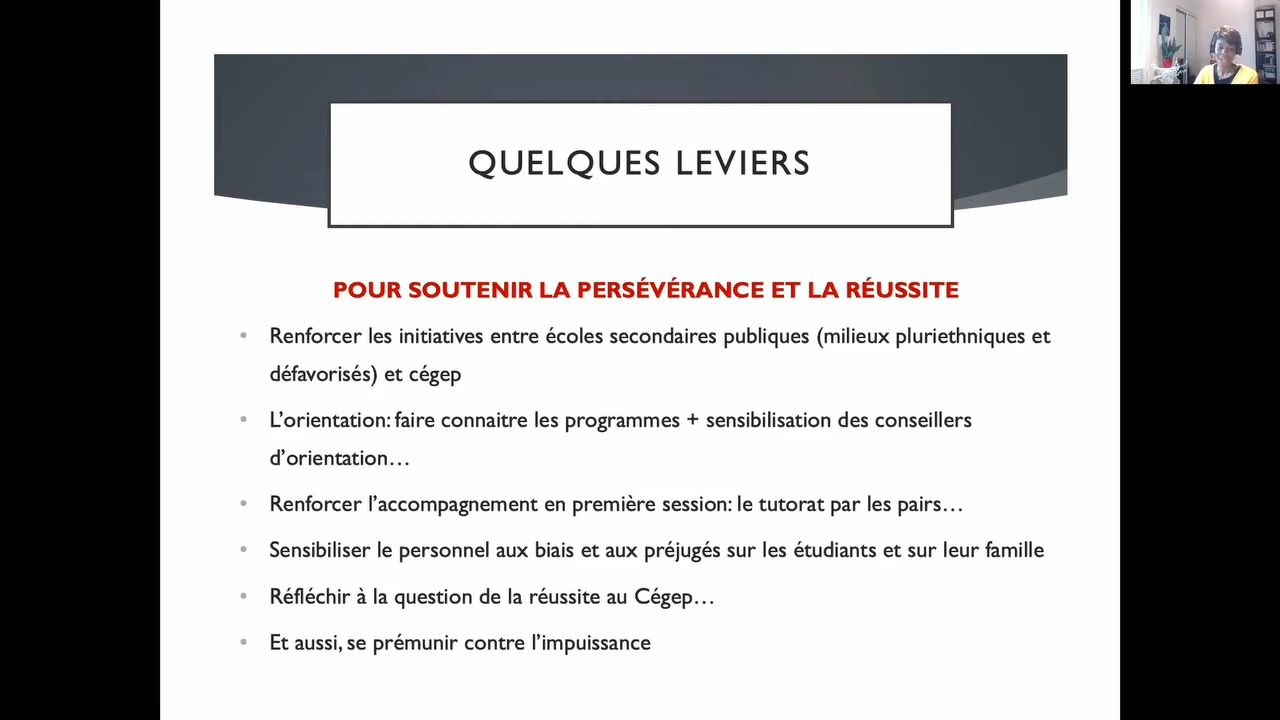 QUELQUES LEVIERS
POUR SOUTENIR LA PERSÉVÉRANCE ET LA RÉUSSITE
• Renforcer les initiatives entre écoles secondaires publiques (milieux pluriethniques et
défavorisés) et cégep
• L’orientation: faire connaitre les programmes + sensibilisation des conseillers
d’orientation…
• Renforcer l’accompagnement en première session: le tutorat par les pairs…
• Sensibiliser le personnel aux biais et aux préjugés sur les étudiants et sur leur famille
• Réfléchir à la question de la réussite au Cégep…
• Et aussi, se prémunir contre l’impuissance